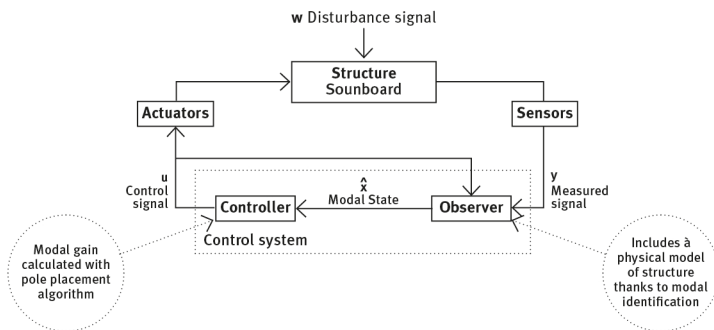 w Disturbance signal
Structure
Soundboard
Actuators
Sensors
u
Control
signal
x̂
Modal State
y
Measured
signal
Controller
Observer
Control system
Modal gain
calculated with
pole placement
algorithm
Includes à
physical model
of structure
thanks to modal
identification